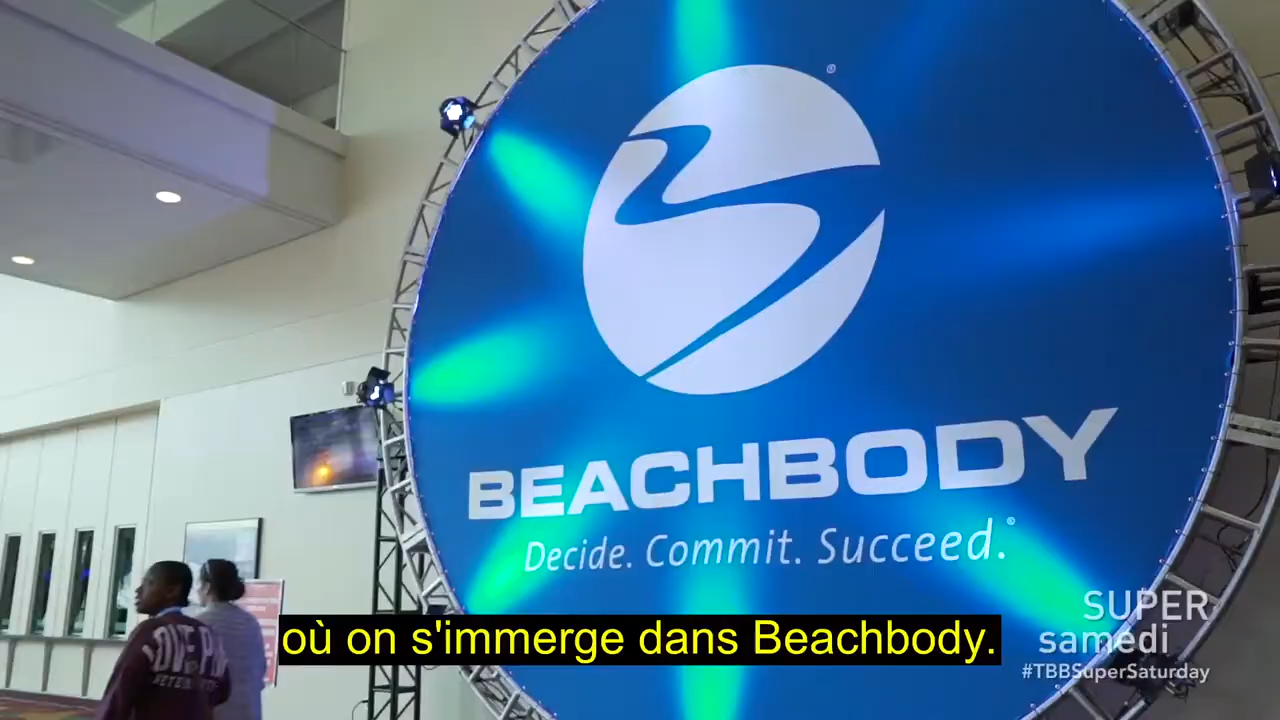 ®
BEACHBODY
Decide. Commit. Succeed.®
SUPER
samedi
#TBBSuperSaturday
où on s'immerge dans Beachbody.